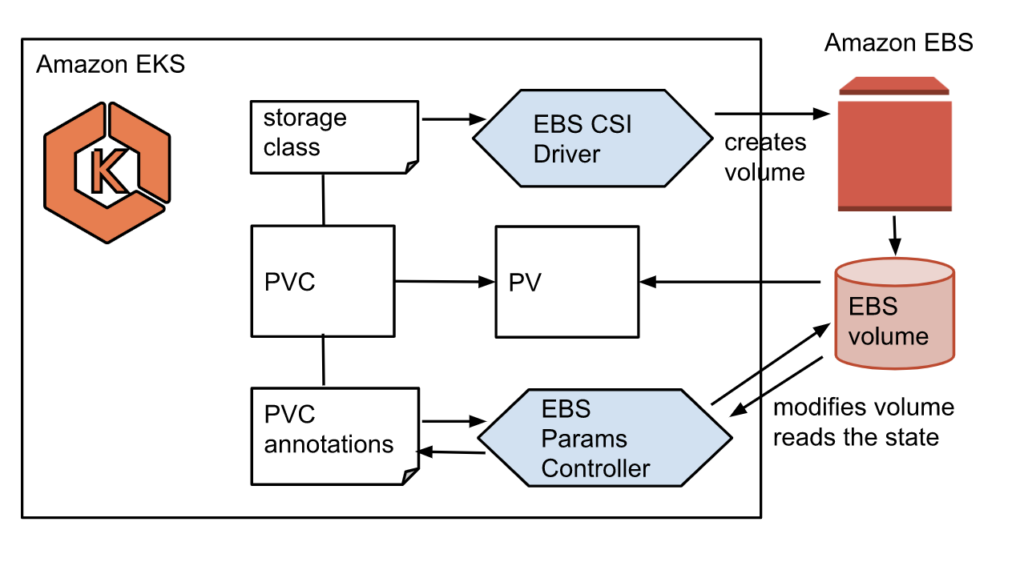 Amazon EBS
Amazon EKS
K
storage
class
EBS CSI
Driver
creates
volume
PVC
PV
EBS
volume
PVC
annotations
EBS
Params
Controller
modifies volume
reads the state